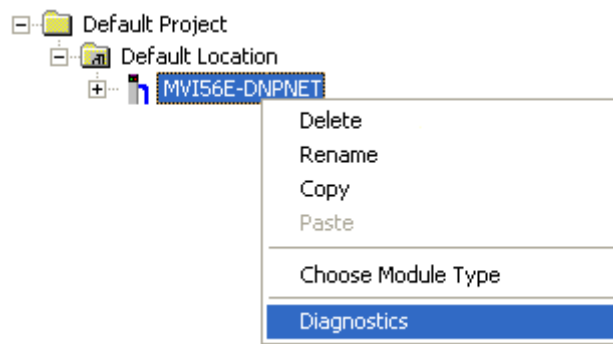 Default Project
Default Location
MVI56E-DNPNET
Delete
Rename
Copy
Paste
Choose Module Type
Diagnostics